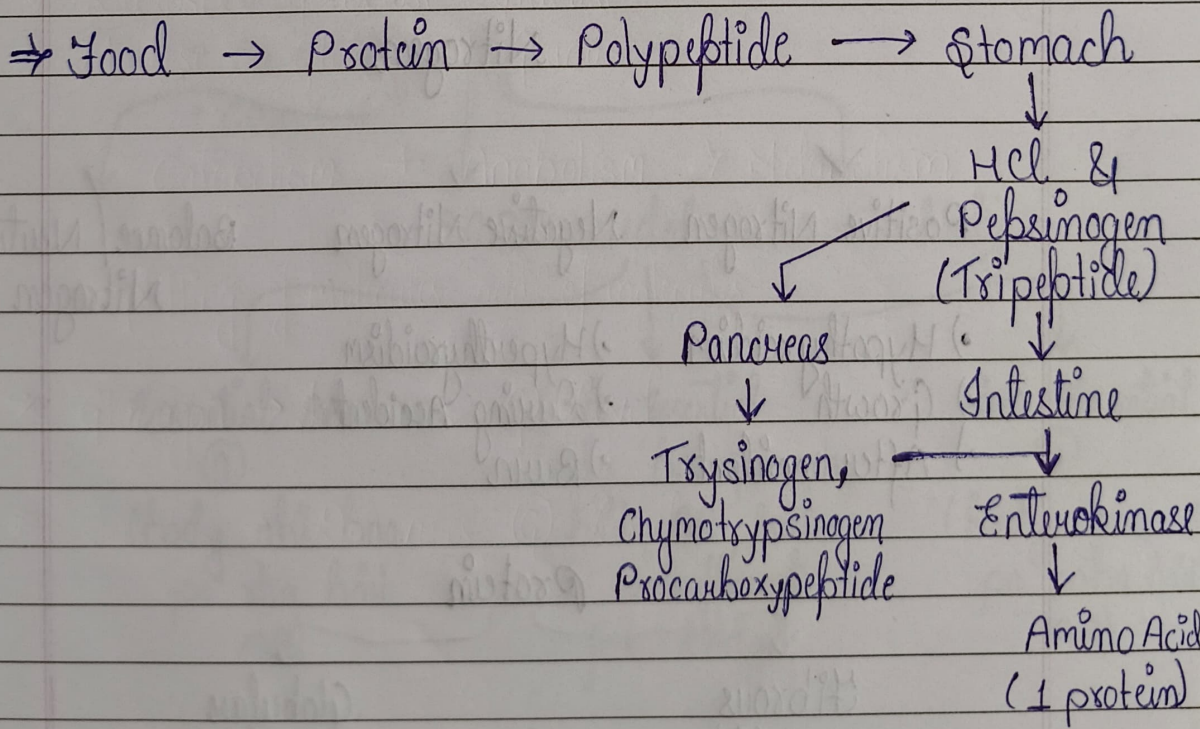 ⇒ Food → Protein → Polypeptide → Stomach
↓
HCl &
Pepsinogen
(Tripeptide)
↓ ↓
Pancreas
↓ Intestine
Trysinogen, → ↓
Chymotrypsinogen Enterokinase
Procarboxypeptide ↓
Amino Acid
(1 protein)